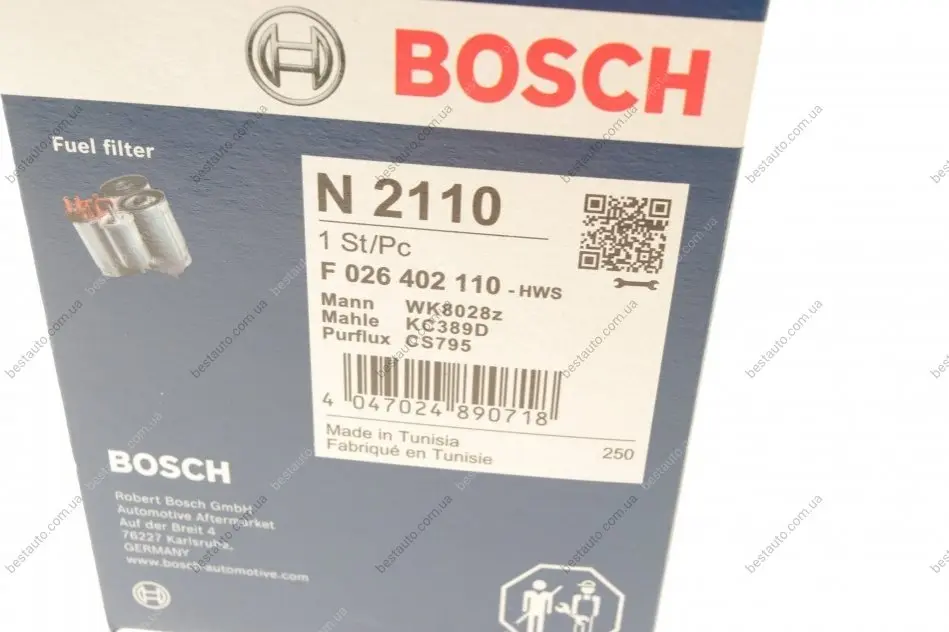 BOSCH
Fuel filter
N 2110
1 St/Pc
F 026 402 110 - HWS
Mann WK8028z
Mahle KC389D
Purflux CS795
4 047024 890718
Made in Tunisia
Fabriqué en Tunisie
250
BOSCH
Robert Bosch GmbH
Automotive Aftermarket
Auf der Breit 4
76227 Karlsruhe,
GERMANY
www.bosch-automotive.com
bestauto.com.ua